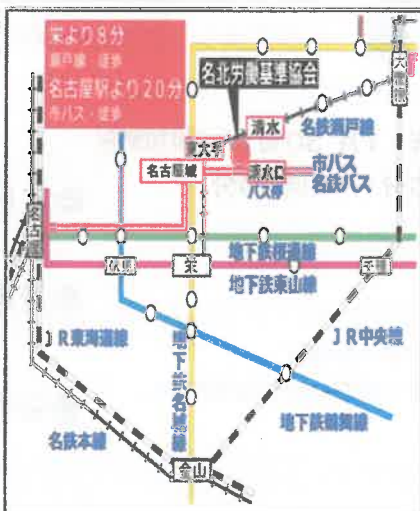 栄より8分
瀬戸線・徒歩
名古屋駅より20分
市バス・徒歩
名北労働基準協会
大曽根
清水
名鉄瀬戸線
東大手
名古屋城
清水口
バス停
市バス
名鉄バス
名古屋
地下鉄桜通線
伏見
栄
千種
地下鉄東山線
JR東海道線
地下鉄名城線
JR中央線
名鉄本線
地下鉄鶴舞線
金山